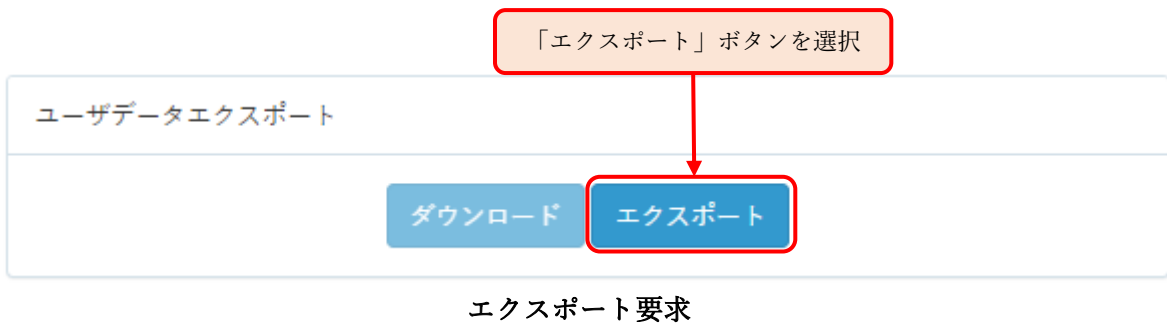 「エクスポート」ボタンを選択
ユーザデータエクスポート
ダウンロード エクスポート
エクスポート要求